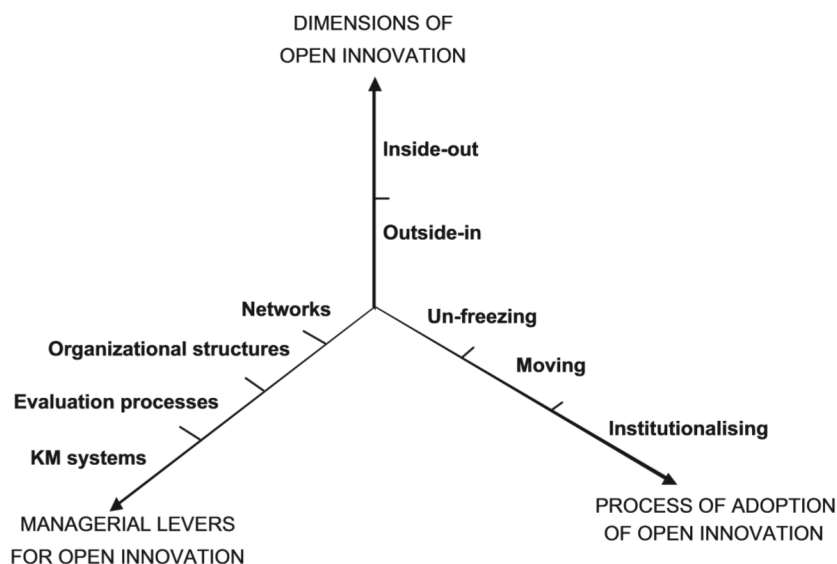 DIMENSIONS OF
OPEN INNOVATION
Inside-out
Outside-in
Networks
Organizational structures
Evaluation processes
KM systems
MANAGERIAL LEVERS
FOR OPEN INNOVATION
Un-freezing
Moving
Institutionalising
PROCESS OF ADOPTION
OF OPEN INNOVATION